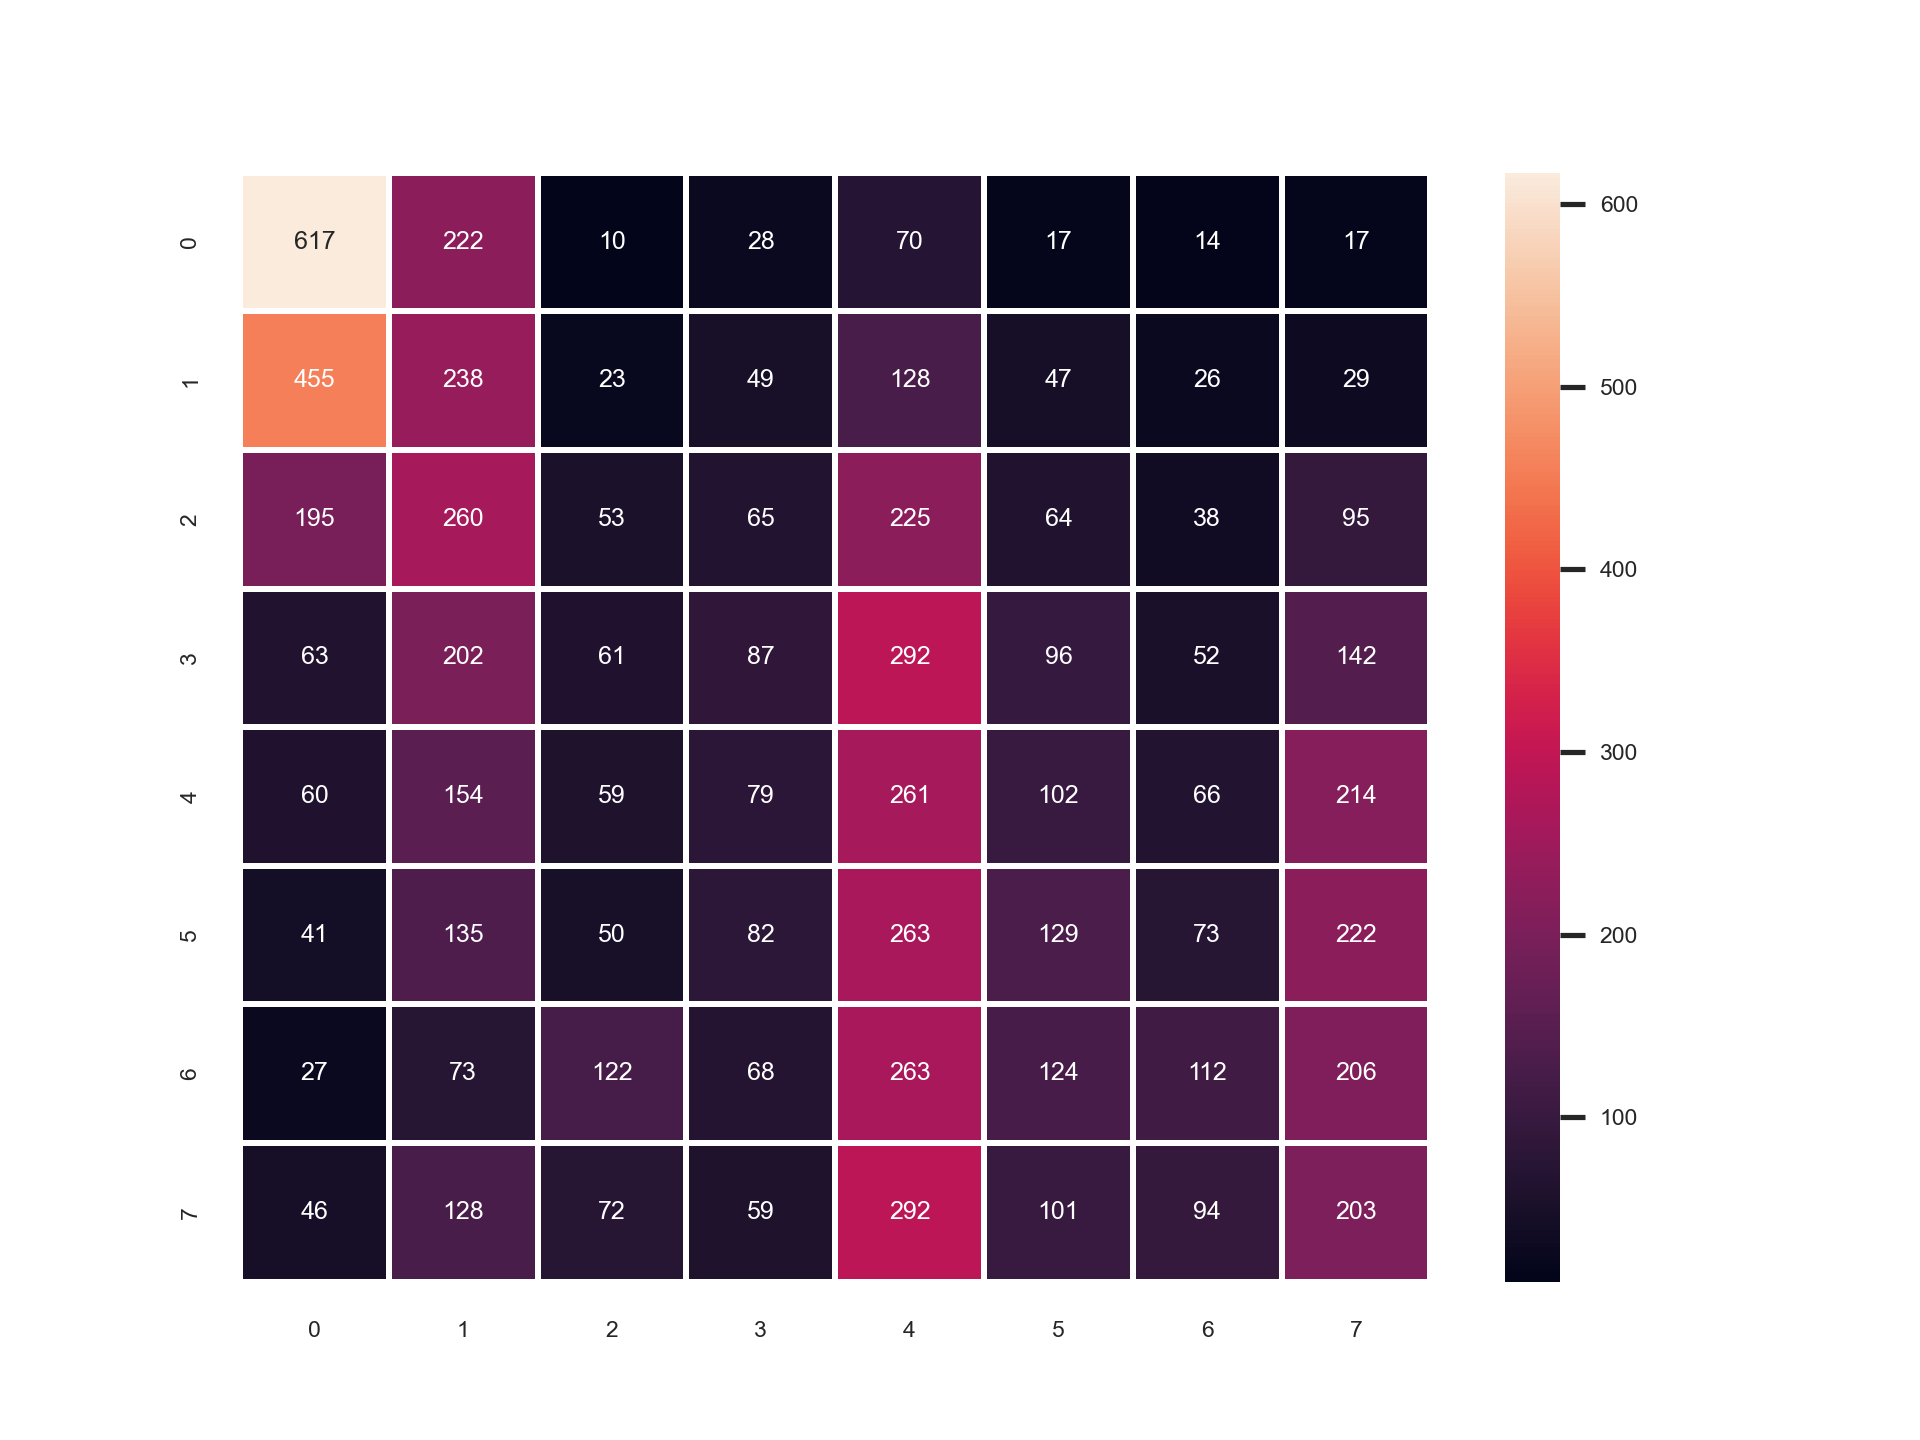 0 617 222 10 28 70 17 14 17
1 455 238 23 49 128 47 26 29
2 195 260 53 65 225 64 38 95
3 63 202 61 87 292 96 52 142
4 60 154 59 79 261 102 66 214
5 41 135 50 82 263 129 73 222
6 27 73 122 68 263 124 112 206
7 46 128 72 59 292 101 94 203
0 1 2 3 4 5 6 7
600
500
400
300
200
100